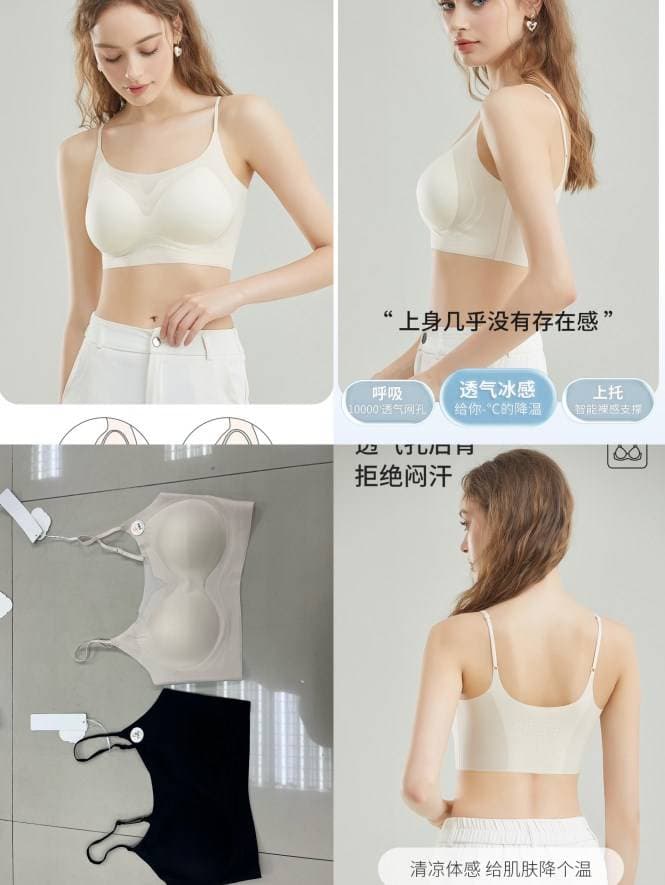 “上身几乎没有存在感”
呼吸
10000⁺透气网孔
透气冰感
给你-℃的降温
上托
智能裸感支撑
拒绝闷汗
清凉体感 给肌肤降个温